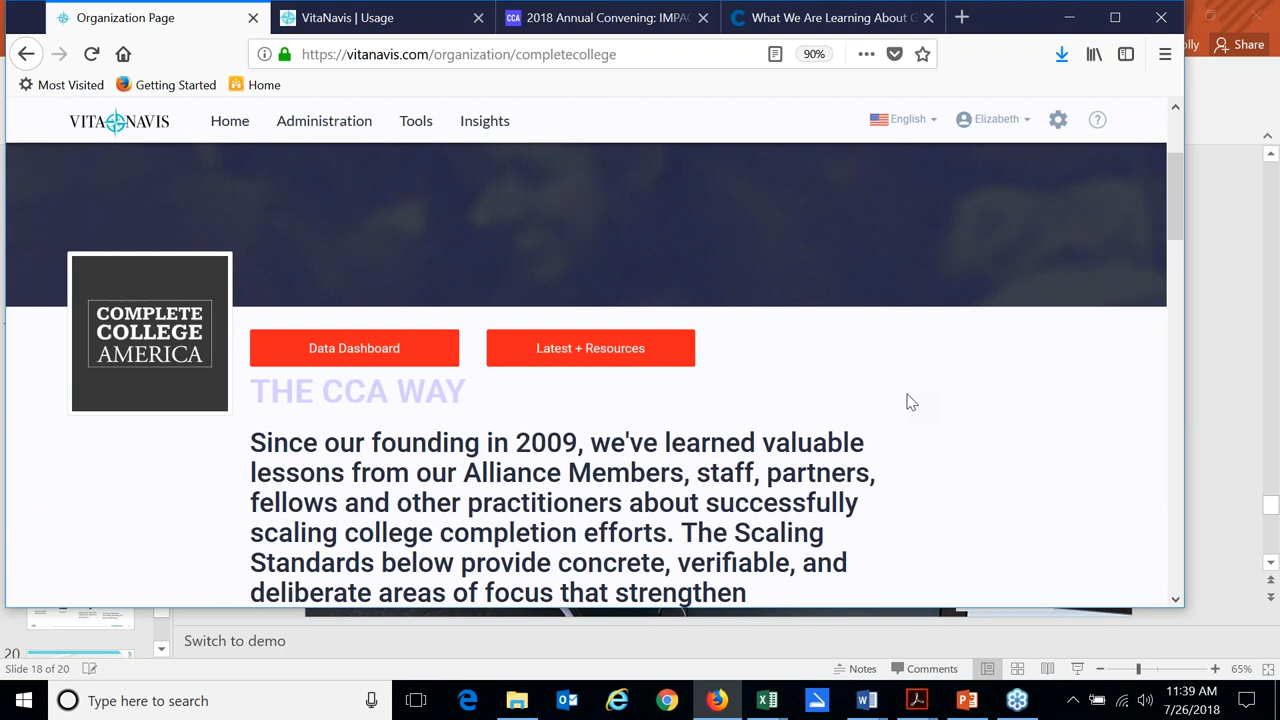 Organization Page
VitaNavis | Usage
CCA 2018 Annual Convening: IMPAC
What We Are Learning About G
https://vitanavis.com/organization/completecollege
90%
lly
Share
Most Visited
Getting Started
Home
VITA NAVIS
Home
Administration
Tools
Insights
English
Elizabeth
COMPLETE
COLLEGE
AMERICA
Data Dashboard
Latest + Resources
THE CCA WAY
Since our founding in 2009, we've learned valuable
lessons from our Alliance Members, staff, partners,
fellows and other practitioners about successfully
scaling college completion efforts. The Scaling
Standards below provide concrete, verifiable, and
deliberate areas of focus that strengthen
20
Switch to demo
Slide 18 of 20
Notes
Comments
65%
Type here to search
11:39 AM
7/26/2018